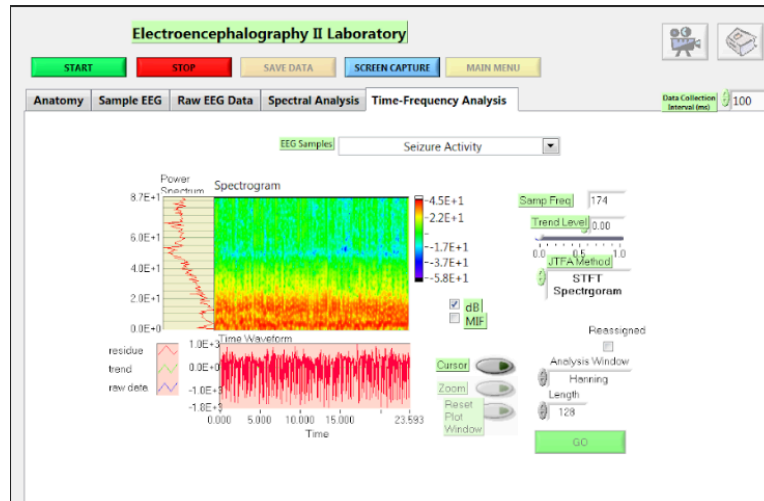 Electroencephalography II Laboratory
START STOP SAVE DATA SCREEN CAPTURE MAIN MENU
Anatomy Sample EEG Raw EEG Data Spectral Analysis Time-Frequency Analysis
Data Collection Interval (ms) 100
EEG Samples Seizure Activity
Power Spectrum
Spectrogram
8.7E+1
6.0E+1
4.0E+1
2.0E+1
0.0E+0
4.5E+1
2.2E+1
-1.7E+1
-3.7E+1
-5.8E+1
Samp Freq 174
Trend Level 0.00
0.0 0.5 1.0
JTFA Method
STFT
Spectrgoram
dB
MIF
Time Waveform
residue
trend
raw data
1.0E+3
0.0E+0
-1.0E+3
-1.8E+3
0.000 5.000 10.000 15.000 23.593
Time
Cursor
Zoom
Reset
Plot
Window
Reassigned
Analysis Window
Hanning
Length
128
GO